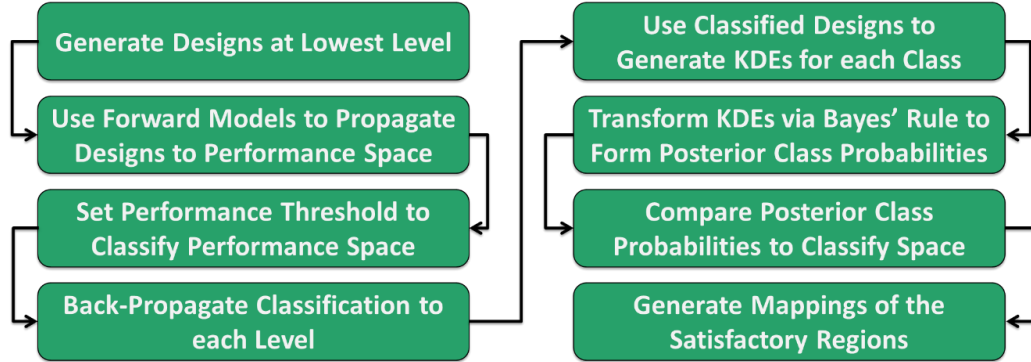 Generate Designs at Lowest Level
Use Forward Models to Propagate
Designs to Performance Space
Set Performance Threshold to
Classify Performance Space
Back-Propagate Classification to
each Level
Use Classified Designs to
Generate KDEs for each Class
Transform KDEs via Bayes’ Rule to
Form Posterior Class Probabilities
Compare Posterior Class
Probabilities to Classify Space
Generate Mappings of the
Satisfactory Regions